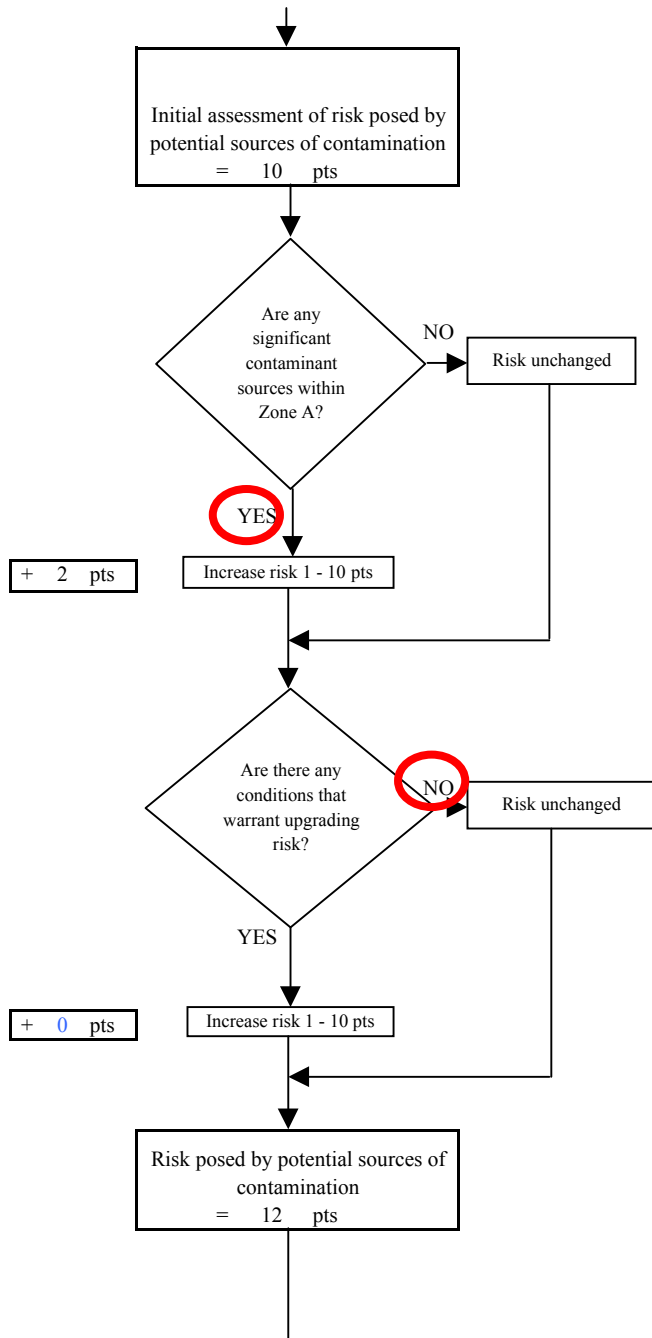 Initial assessment of risk posed by
potential sources of contamination
= 10 pts
Are any
significant
contaminant
sources within
Zone A?
NO
Risk unchanged
YES
+ 2 pts
Increase risk 1 - 10 pts
Are there any
conditions that
warrant upgrading
risk?
NO
Risk unchanged
YES
+ 0 pts
Increase risk 1 - 10 pts
Risk posed by potential sources of
contamination
= 12 pts